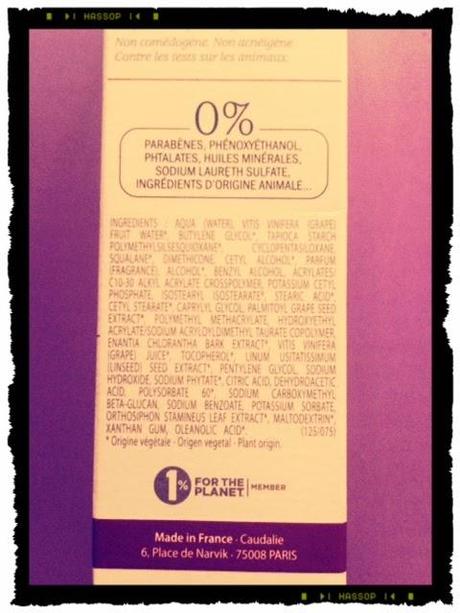 HASSOP
Non comédogène. Non acnéigène
Contre les tests sur les animaux.
0%
PARABÈNES, PHÉNOXYÉTHANOL,
PHTALATES, HUILES MINÉRALES,
SODIUM LAURETH SULFATE,
INGRÉDIENTS D'ORIGINE ANIMALE...
INGREDIENTS : AQUA (WATER), VITIS VINIFERA (GRAPE)
FRUIT WATER*, BUTYLENE GLYCOL*, TAPIOCA STARCH
POLYMETHYLSILSESQUIOXANE*, CYCLOPENTASILOXANE,
SQUALANE*, DIMETHICONE, CETYL ALCOHOL*, PARFUM
(FRAGRANCE), ALCOHOL*, BENZYL ALCOHOL, ACRYLATES/
C10-30 ALKYL ACRYLATE CROSSPOLYMER, POTASSIUM CETYL
PHOSPHATE, ISOSTEARYL ISOSTEARATE*, STEARIC ACID*,
CETYL STEARATE*, CAPRYLYL GLYCOL, PALMITOYL GRAPE SEED
EXTRACT*, POLYMETHYL METHACRYLATE, HYDROXYETHYL
ACRYLATE/SODIUM ACRYLOYLDIMETHYL TAURATE COPOLYMER,
ENANTIA CHLORANTHA BARK EXTRACT*, VITIS VINIFERA
(GRAPE) JUICE*, TOCOPHEROL*, LINUM USITATISSIMUM
(LINSEED) SEED EXTRACT*, PENTYLENE GLYCOL, SODIUM
HYDROXIDE, SODIUM PHYTATE*, CITRIC ACID, DEHYDROACETIC
ACID, POLYSORBATE 60*, SODIUM CARBOXYMETHYL
BETA-GLUCAN, SODIUM BENZOATE, POTASSIUM SORBATE,
ORTHOSIPHON STAMINEUS LEAF EXTRACT*, MALTODEXTRIN*,
XANTHAN GUM, OLEANOLIC ACID*. (125/075)
* Origine végétale - Origen vegetal - Plant origin.
1% FOR THE
PLANET MEMBER
Made in France - Caudalie
6, Place de Narvik - 75008 PARIS
HASSOP